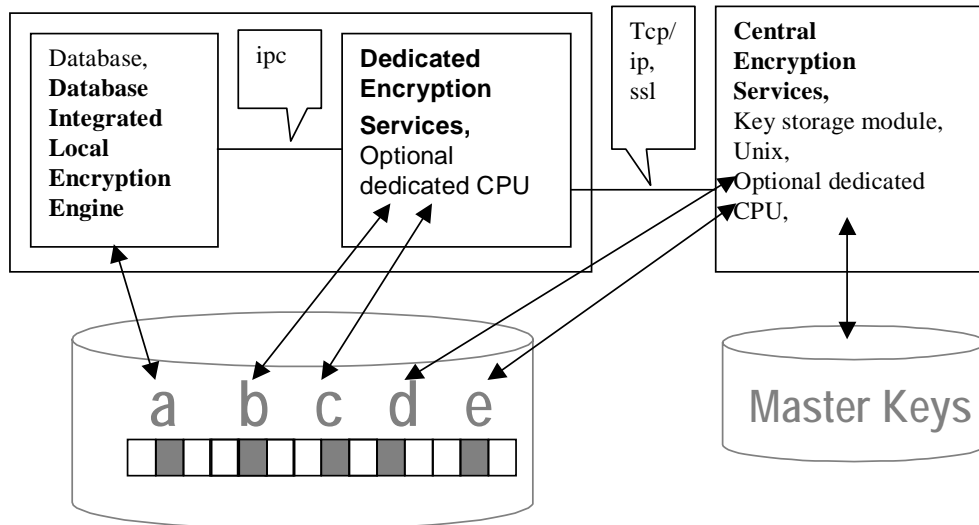 Database,
Database
Integrated
Local
Encryption
Engine
ipc
Dedicated
Encryption
Services,
Optional
dedicated CPU
Tcp/
ip,
ssl
Central
Encryption
Services,
Key storage module,
Unix,
Optional dedicated
CPU,
a b c d e
Master Keys